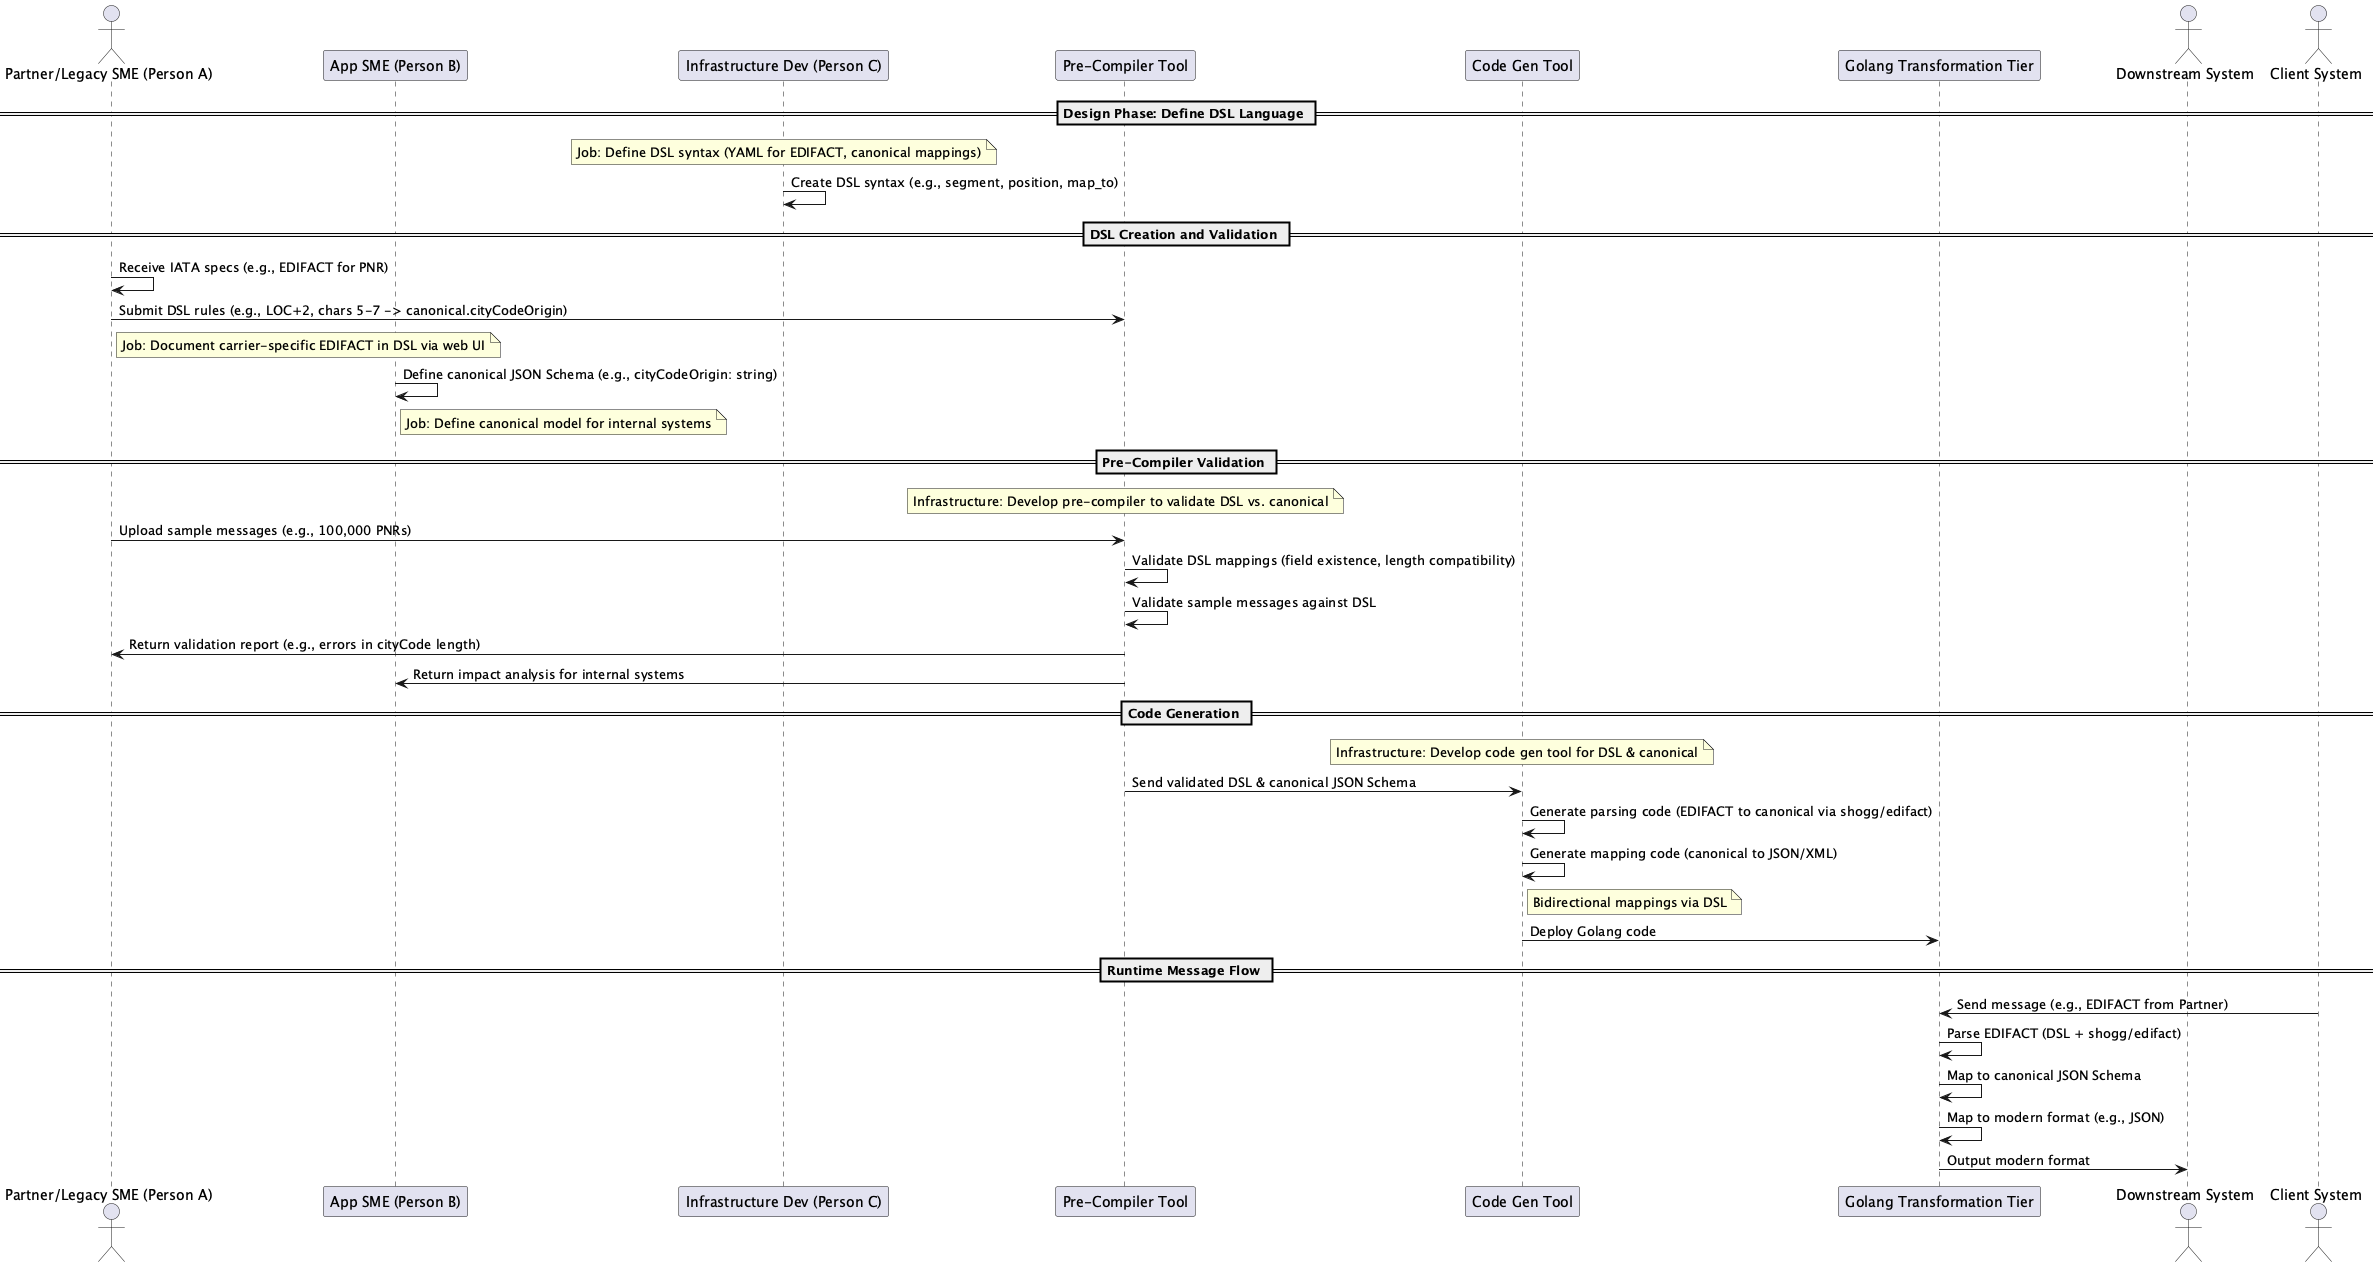 Partner/Legacy SME (Person A)
App SME (Person B)
Infrastructure Dev (Person C)
Pre-Compiler Tool
Code Gen Tool
Golang Transformation Tier
Downstream System
Client System
Design Phase: Define DSL Language
Job: Define DSL syntax (YAML for EDIFACT, canonical mappings)
Create DSL syntax (e.g., segment, position, map_to)
DSL Creation and Validation
Receive IATA specs (e.g., EDIFACT for PNR)
Submit DSL rules (e.g., LOC+2, chars 5-7 -> canonical.cityCodeOrigin)
Job: Document carrier-specific EDIFACT in DSL via web UI
Define canonical JSON Schema (e.g., cityCodeOrigin: string)
Job: Define canonical model for internal systems
Pre-Compiler Validation
Infrastructure: Develop pre-compiler to validate DSL vs. canonical
Upload sample messages (e.g., 100,000 PNRs)
Validate DSL mappings (field existence, length compatibility)
Validate sample messages against DSL
Return validation report (e.g., errors in cityCode length)
Return impact analysis for internal systems
Code Generation
Infrastructure: Develop code gen tool for DSL & canonical
Send validated DSL & canonical JSON Schema
Generate parsing code (EDIFACT to canonical via shogg/edifact)
Generate mapping code (canonical to JSON/XML)
Bidirectional mappings via DSL
Deploy Golang code
Runtime Message Flow
Send message (e.g., EDIFACT from Partner)
Parse EDIFACT (DSL + shogg/edifact)
Map to canonical JSON Schema
Map to modern format (e.g., JSON)
Output modern format
Partner/Legacy SME (Person A)
App SME (Person B)
Infrastructure Dev (Person C)
Pre-Compiler Tool
Code Gen Tool
Golang Transformation Tier
Downstream System
Client System